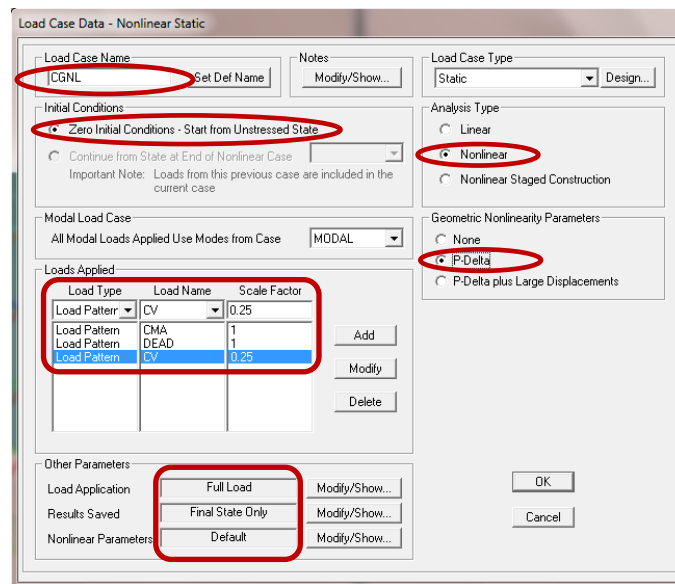 Load Case Data - Nonlinear Static
Load Case Name
CGNL
Set Def Name
Notes
Modify/Show...
Load Case Type
Static
Design...
Initial Conditions
Zero Initial Conditions - Start from Unstressed State
Continue from State at End of Nonlinear Case
Important Note: Loads from this previous case are included in the
current case
Analysis Type
Linear
Nonlinear
Nonlinear Staged Construction
Modal Load Case
All Modal Loads Applied Use Modes from Case
MODAL
Geometric Nonlinearity Parameters
None
P-Delta
P-Delta plus Large Displacements
Loads Applied
Load Type Load Name Scale Factor
Load Pattern CV 0.25
Load Pattern CMA 1
Load Pattern DEAD 1
Load Pattern CV 0.25
Add
Modify
Delete
Other Parameters
Load Application Full Load Modify/Show...
Results Saved Final State Only Modify/Show...
Nonlinear Parameters Default Modify/Show...
OK
Cancel